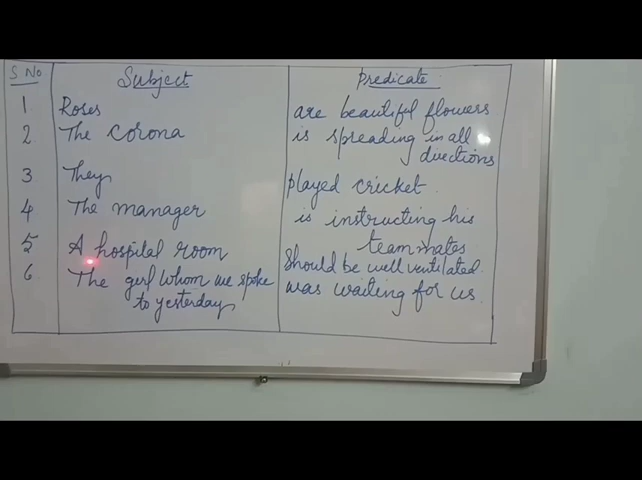 S No Subject Predicate
1 Roses are beautiful flowers
2 The corona is spreading in all
directions
3 They played cricket
4 The manager is instructing his
teammates
5 A hospital room should be well ventilated
6 The girl whom we spoke was waiting for us
to yesterday